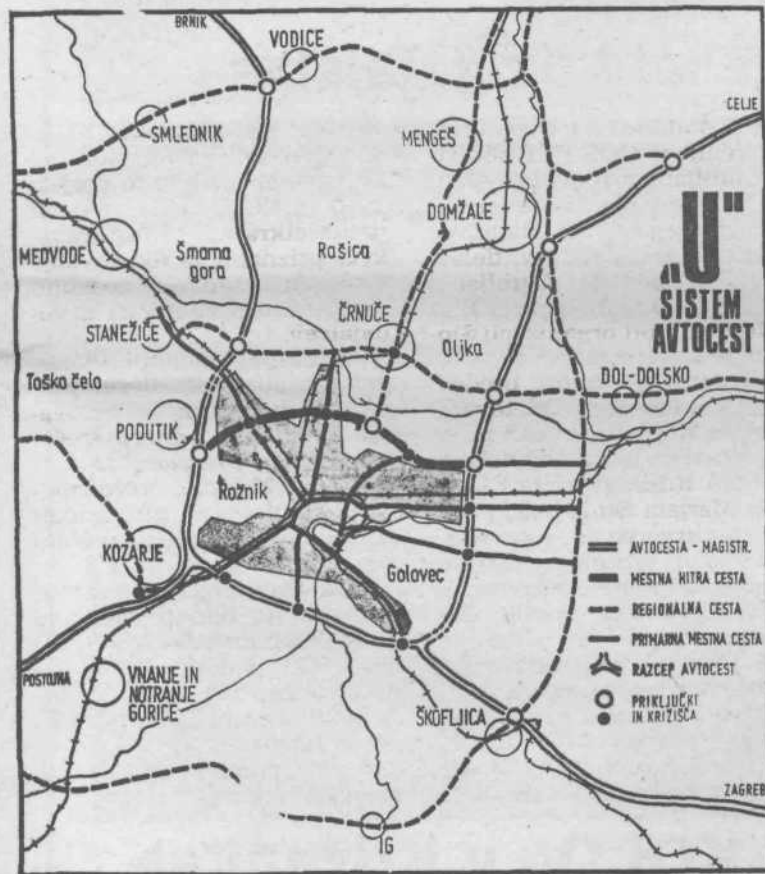 BRNIK
VODICE
CELJE
SMLEDNIK
MENGEŠ
DOMŽALE
„U“
SISTEM
AVTOCEST
MEDVODE
Šmarna
gora
Rašica
STANEŽIČE
ČRNUČE
Oljka
Toško čelo
DOL-DOLSKO
PODUTIK
Rožnik
KOZARJE
Golovec
AVTOCESTA - MAGISTR.
MESTNA HITRA CESTA
REGIONALNA CESTA
PRIMARNA MESTNA CESTA
RAZCEP AVTOCEST
PRIKLJUČKI
IN KRIŽIŠČA
POSTOJNA
VNANJE IN
NOTRANJE
GORICE
ŠKOFLJICA
ZAGREB
IG